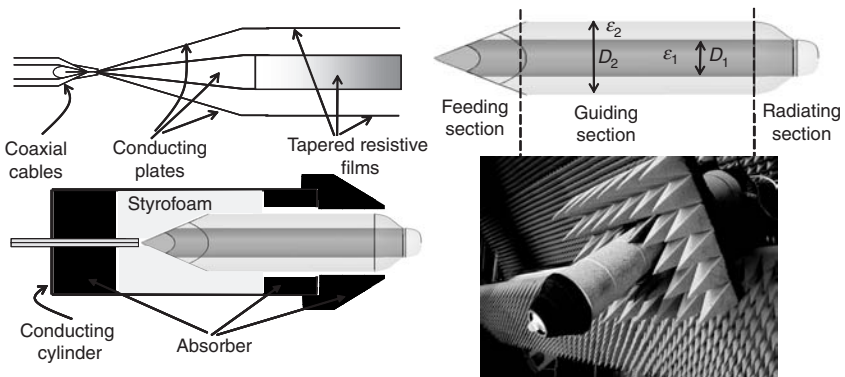 Coaxial
cables
Conducting
plates
Tapered resistive
films
ε2
D2
ε1
D1
Feeding
section
Guiding
section
Radiating
section
Styrofoam
Conducting
cylinder
Absorber